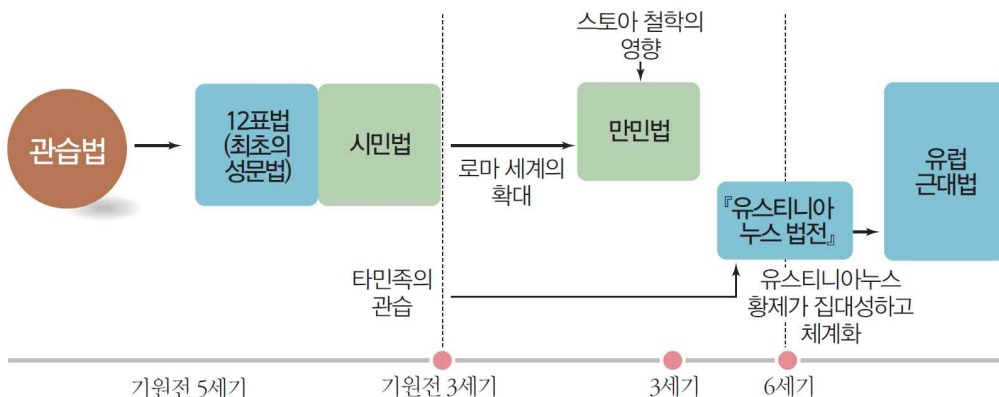 스토아 철학의
영향
관습법
12표법
(최초의
성문법)
시민법
로마 세계의
확대
만민법
유럽
근대법
『유스티니아
누스 법전』
타민족의
관습
유스티니아누스
황제가 집대성하고
체계화
기원전 5세기
기원전 3세기
3세기
6세기